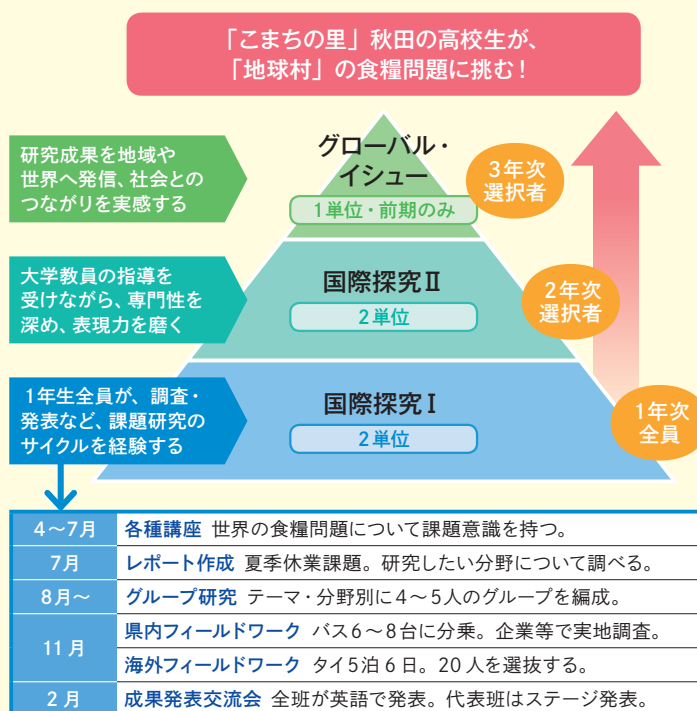 「こまちの里」秋田の高校生が、
「地球村」の食糧問題に挑む！
研究成果を地域や
世界へ発信、社会との
つながりを実感する
グローバル・
イシュー
1単位・前期のみ
3年次
選択者
大学教員の指導を
受けながら、専門性を
深め、表現力を磨く
国際探究Ⅱ
2単位
2年次
選択者
1年生全員が、調査・
発表など、課題研究の
サイクルを経験する
国際探究Ⅰ
2単位
1年次
全員
4～7月 各種講座 世界の食糧問題について課題意識を持つ。
7月 レポート作成 夏季休業課題。研究したい分野について調べる。
8月～ グループ研究 テーマ・分野別に4～5人のグループを編成。
11月 県内フィールドワーク バス6～8台に分乗。企業等で実地調査。
海外フィールドワーク タイ5泊6日。20人を選抜する。
2月 成果発表交流会 全班が英語で発表。代表班はステージ発表。